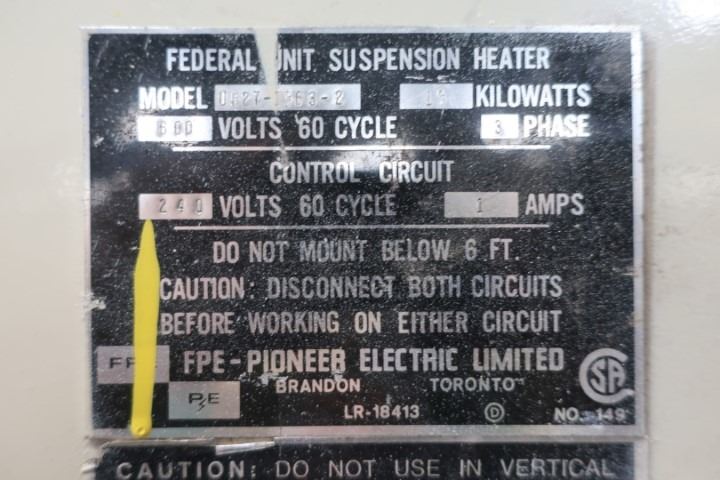 FEDERAL UNIT SUSPENSION HEATER
MODEL KILOWATTS
600 VOLTS 60 CYCLE 3 PHASE
CONTROL CIRCUIT
240 VOLTS 60 CYCLE 1 AMPS
DO NOT MOUNT BELOW 6 FT.
CAUTION: DISCONNECT BOTH CIRCUITS
BEFORE WORKING ON EITHER CIRCUIT
FPE-PIONEER ELECTRIC LIMITED
BRANDON TORONTO
PE
LR-18413 D NO. 149
SA
CAUTION: DO NOT USE IN VERTICAL